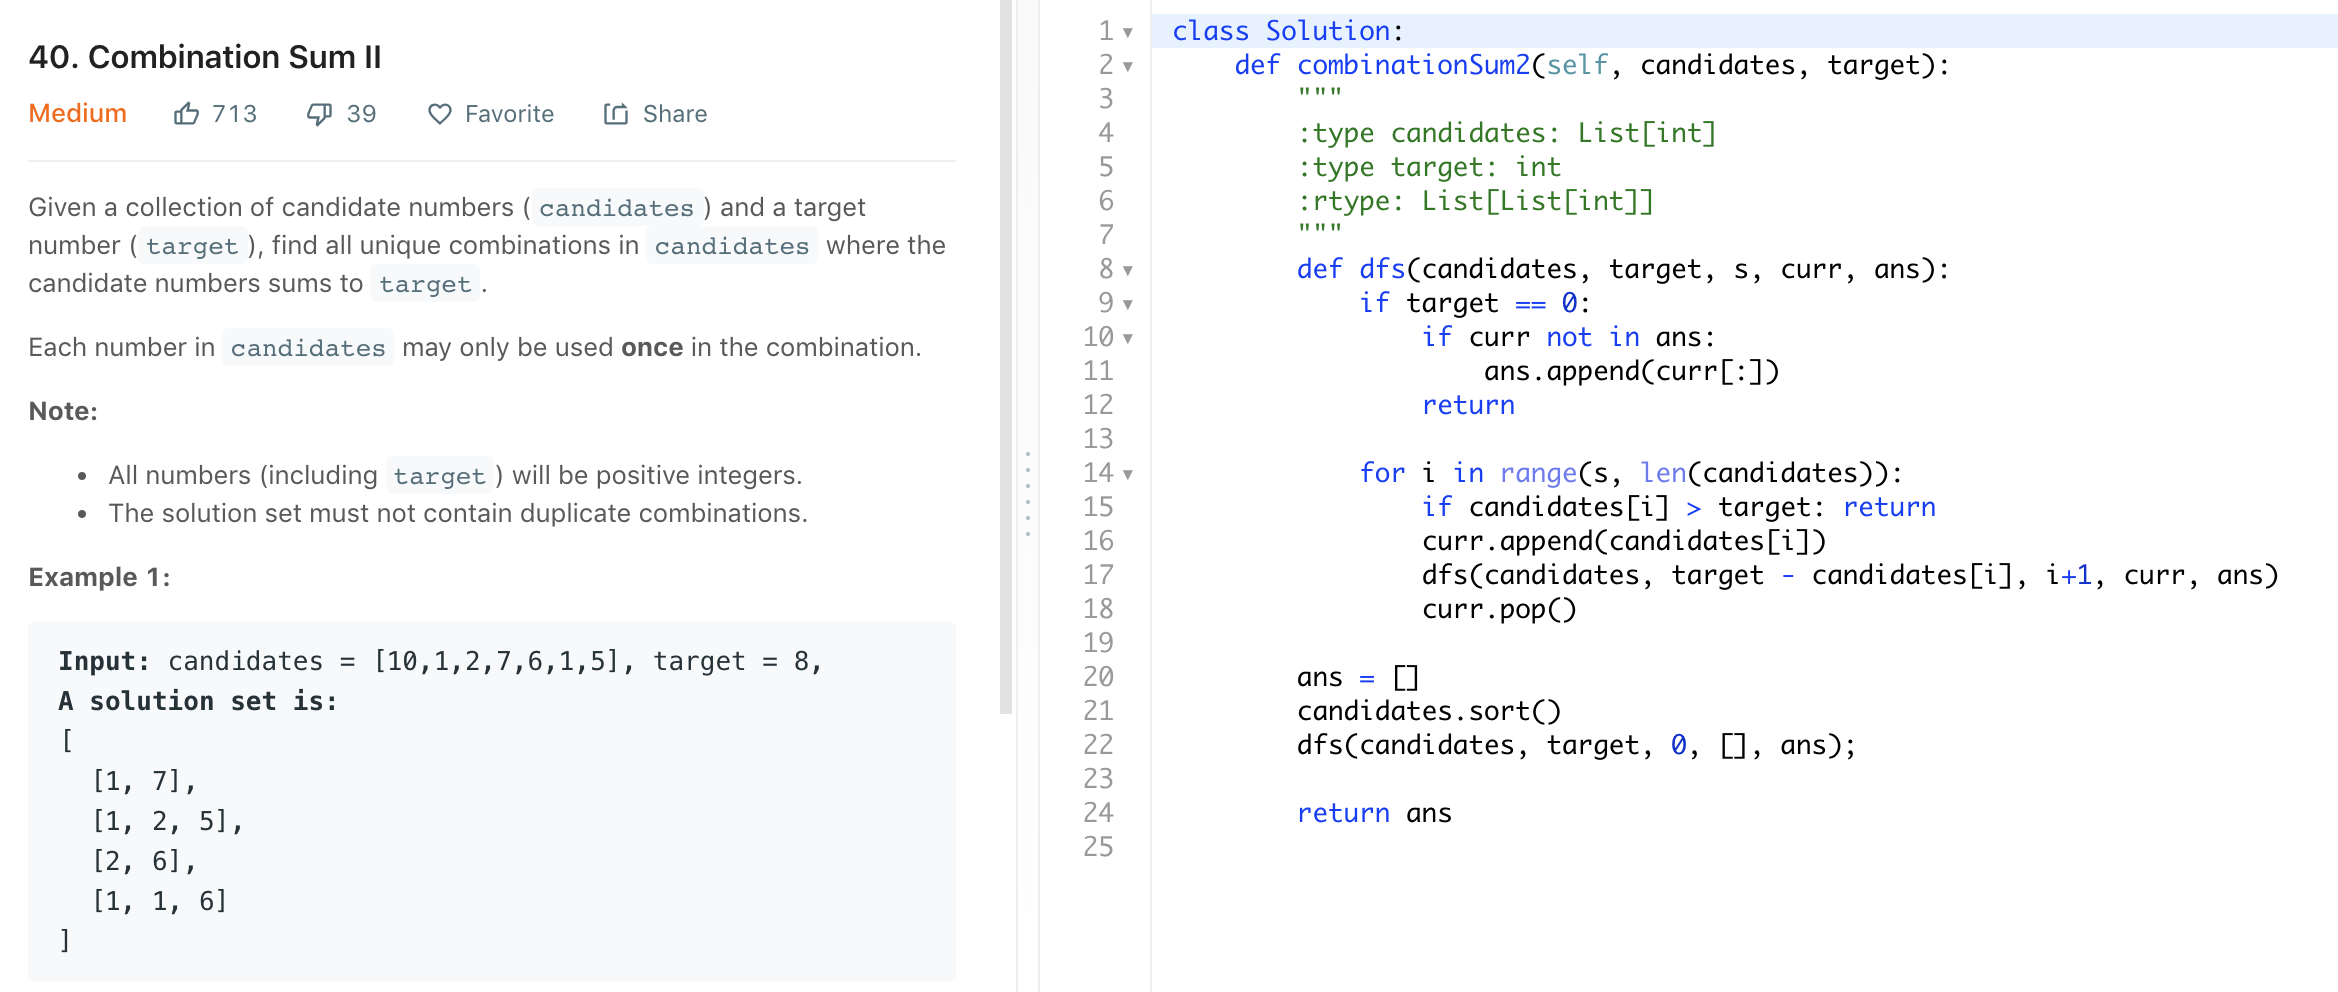 40. Combination Sum II
Medium 713 39 Favorite Share
Given a collection of candidate numbers ( candidates ) and a target
number ( target ), find all unique combinations in candidates where the
candidate numbers sums to target .
Each number in candidates may only be used once in the combination.
Note:
• All numbers (including target ) will be positive integers.
• The solution set must not contain duplicate combinations.
Example 1:
Input: candidates = [10,1,2,7,6,1,5], target = 8,
A solution set is:
[
  [1, 7],
  [1, 2, 5],
  [2, 6],
  [1, 1, 6]
]
1 class Solution:
2     def combinationSum2(self, candidates, target):
3         """
4         :type candidates: List[int]
5         :type target: int
6         :rtype: List[List[int]]
7         """
8         def dfs(candidates, target, s, curr, ans):
9             if target == 0:
10                 if curr not in ans:
11                     ans.append(curr[:])
12                 return
13
14             for i in range(s, len(candidates)):
15                 if candidates[i] > target: return
16                 curr.append(candidates[i])
17                 dfs(candidates, target - candidates[i], i+1, curr, ans)
18                 curr.pop()
19
20         ans = []
21         candidates.sort()
22         dfs(candidates, target, 0, [], ans);
23
24         return ans
25